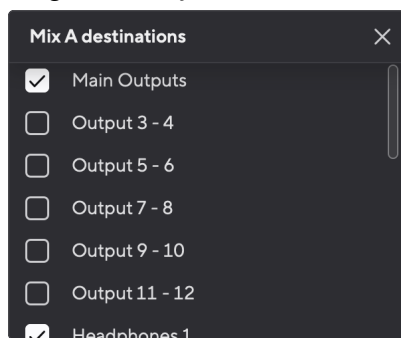 Mix A destinations
Main Outputs
Output 3 - 4
Output 5 - 6
Output 7 - 8
Output 9 - 10
Output 11 - 12
Headphones 1